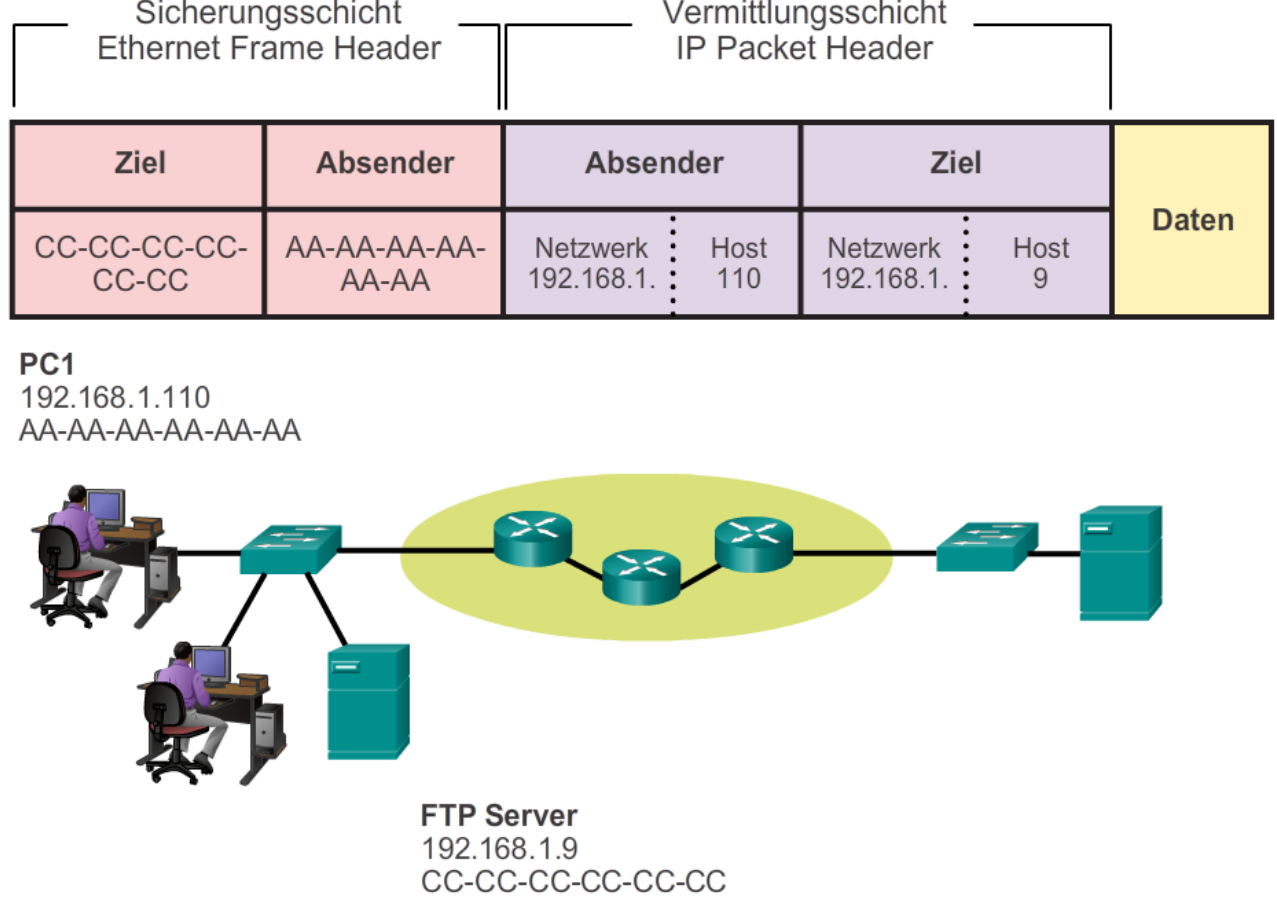 Sicherungsschicht
Ethernet Frame Header
Vermittlungsschicht
IP Packet Header
Ziel
Absender
Absender
Ziel
Daten
CC-CC-CC-CC-
CC-CC
AA-AA-AA-AA-
AA-AA
Netzwerk
192.168.1.
Host
110
Netzwerk
192.168.1.
Host
9
PC1
192.168.1.110
AA-AA-AA-AA-AA-AA
FTP Server
192.168.1.9
CC-CC-CC-CC-CC-CC